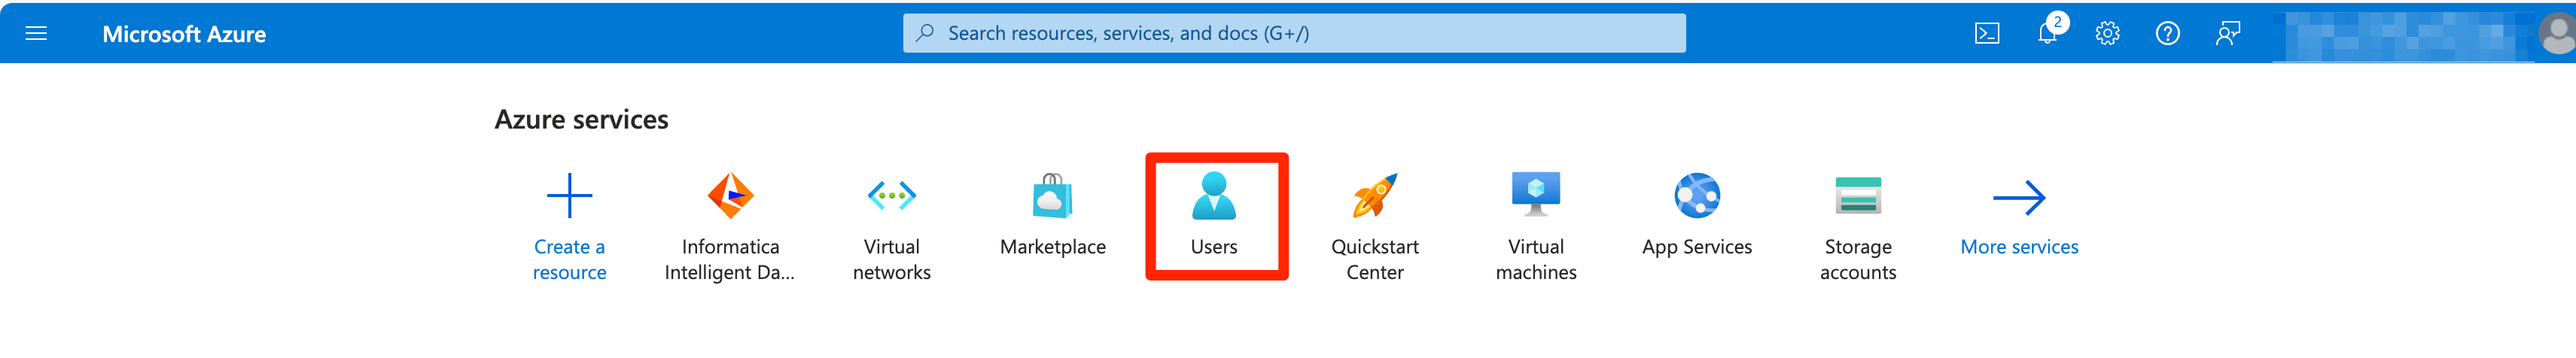 Microsoft Azure
Search resources, services, and docs (G+/)
2
Azure services
Create a
resource
Informatica
Intelligent Da...
Virtual
networks
Marketplace
Users
Quickstart
Center
Virtual
machines
App Services
Storage
accounts
More services